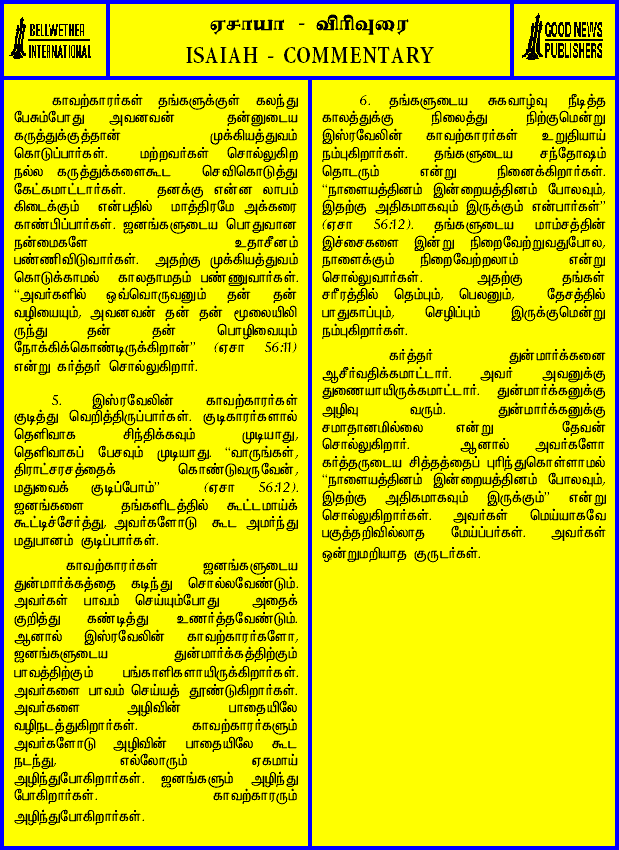 BELLWETHER
INTERNATIONAL
ஏசாயா - விரிவுரை
ISAIAH - COMMENTARY
GOOD NEWS
PUBLISHERS
காவற்காரர்கள் தங்களுக்குள் கலந்து
பேசும்போது அவனவன் தன்னுடைய
கருத்துக்குத்தான் முக்கியத்துவம்
கொடுப்பார்கள். மற்றவர்கள் சொல்லுகிற
நல்ல கருத்துக்களைகூட செவிகொடுத்து
கேட்கமாட்டார்கள். தனக்கு என்ன லாபம்
கிடைக்கும் என்பதில் மாத்திரமே அக்கரை
காண்பிப்பார்கள். ஜனங்களுடைய பொதுவான
நன்மைகளே உதாசீனம்
பண்ணிவிடுவார்கள். அதற்கு முக்கியத்துவம்
கொடுக்காமல் காலதாமதம் பண்ணுவார்கள்.
“அவர்களில் ஒவ்வொருவனும் தன் தன்
வழியையும், அவனவன் தன் தன் மூலையிலி
ருந்து தன் தன் பொழிவையும்
நோக்கிக்கொண்டிருக்கிறான்” (ஏசா 56:11)
என்று கர்த்தர் சொல்லுகிறார்.
5. இஸ்ரவேலின் காவற்காரர்கள்
குடித்து வெறித்திருப்பார்கள். குடிகாரர்களால்
தெளிவாக சிந்திக்கவும் முடியாது,
தெளிவாகப் பேசவும் முடியாது. “வாருங்கள்,
திராட்சரசத்தைக் கொண்டுவருவேன்,
மதுவைக் குடிப்போம்” (ஏசா 56:12).
ஜனங்களை தங்களிடத்தில் கூட்டமாய்க்
கூட்டிச்சேர்த்து, அவர்களோடு கூட அமர்ந்து
மதுபானம் குடிப்பார்கள்.
காவற்காரர்கள் ஜனங்களுடைய
துன்மார்க்கத்தை கடிந்து சொல்லவேண்டும்.
அவர்கள் பாவம் செய்யும்போது அதைக்
குறித்து கண்டித்து உணர்த்தவேண்டும்.
ஆனால் இஸ்ரவேலின் காவற்காரர்களோ,
ஜனங்களுடைய துன்மார்க்கத்திற்கும்
பாவத்திற்கும் பங்காளிகளாயிருக்கிறார்கள்.
அவர்களை பாவம் செய்யத் தூண்டுகிறார்கள்.
அவர்களை அழிவின் பாதையிலே
வழிநடத்துகிறார்கள். காவற்காரர்களும்
அவர்களோடு அழிவின் பாதையிலே கூட
நடந்து, எல்லோரும் ஏகமாய்
அழிந்துபோகிறார்கள். ஜனங்களும் அழிந்து
போகிறார்கள். காவற்காரரும்
அழிந்துபோகிறார்கள்.
6. தங்களுடைய சுகவாழ்வு நீடித்த
காலத்துக்கு நிலைத்து நிற்குமென்று
இஸ்ரவேலின் காவற்காரர்கள் உறுதியாய்
நம்புகிறார்கள். தங்களுடைய சந்தோஷம்
தொடரும் என்று நினைக்கிறார்கள்.
“நாளையத்தினம் இன்றையத்தினம் போலவும்,
இதற்கு அதிகமாகவும் இருக்கும் என்பார்கள்”
(ஏசா 56:12). தங்களுடைய மாம்சத்தின்
இச்சைகளை இன்று நிறைவேற்றுவதுபோல,
நாளைக்கும் நிறைவேற்றலாம் என்று
சொல்லுவார்கள். அதற்கு தங்கள்
சரீரத்தில் தெம்பும், பெலனும், தேசத்தில்
பாதுகாப்பும், செழிப்பும் இருக்குமென்று
நம்புகிறார்கள்.
கர்த்தர் துன்மார்க்கனை
ஆசீர்வதிக்கமாட்டார். அவர் அவனுக்கு
துணையாயிருக்கமாட்டார். துன்மார்க்கனுக்கு
அழிவு வரும். துன்மார்க்கனுக்கு
சமாதானமில்லை என்று தேவன்
சொல்லுகிறார். ஆனால் அவர்களோ
கர்த்தருடைய சித்தத்தைப் புரிந்துகொள்ளாமல்
“நாளையத்தினம் இன்றையத்தினம் போலவும்,
இதற்கு அதிகமாகவும் இருக்கும்” என்று
சொல்லுகிறார்கள். அவர்கள் மெய்யாகவே
பகுத்தறிவில்லாத மேய்ப்பர்கள். அவர்கள்
ஒன்றுமறியாத குருடர்கள்.